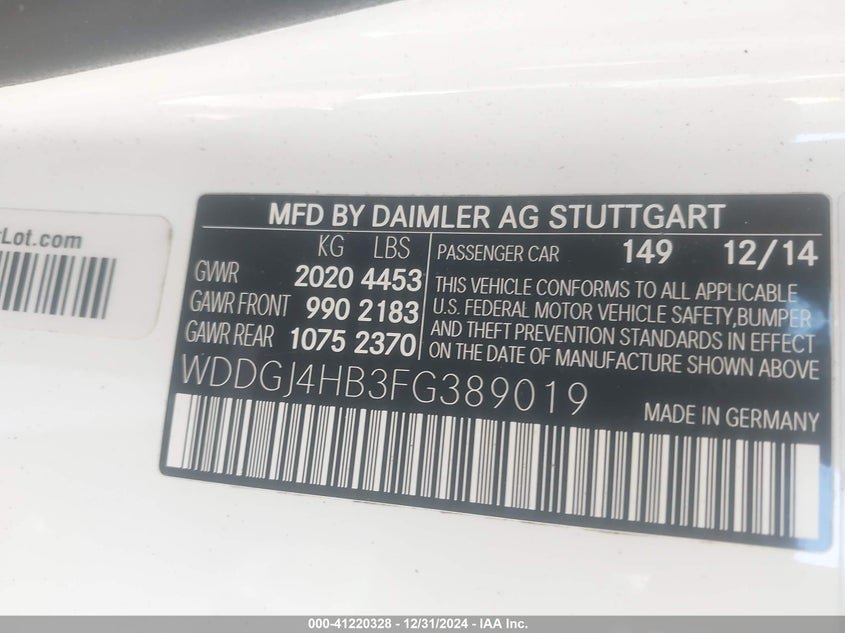 Lot.com
MFD BY DAIMLER AG STUTTGART
KG LBS
GVWR 2020 4453
GAWR FRONT 990 2183
GAWR REAR 1075 2370
PASSENGER CAR 149 12/14
THIS VEHICLE CONFORMS TO ALL APPLICABLE
U.S. FEDERAL MOTOR VEHICLE SAFETY,BUMPER
AND THEFT PREVENTION STANDARDS IN EFFECT
ON THE DATE OF MANUFACTURE SHOWN ABOVE
WDDGJ4HB3FG389019
MADE IN GERMANY
000-41220328 - 12/31/2024 - IAA Inc.